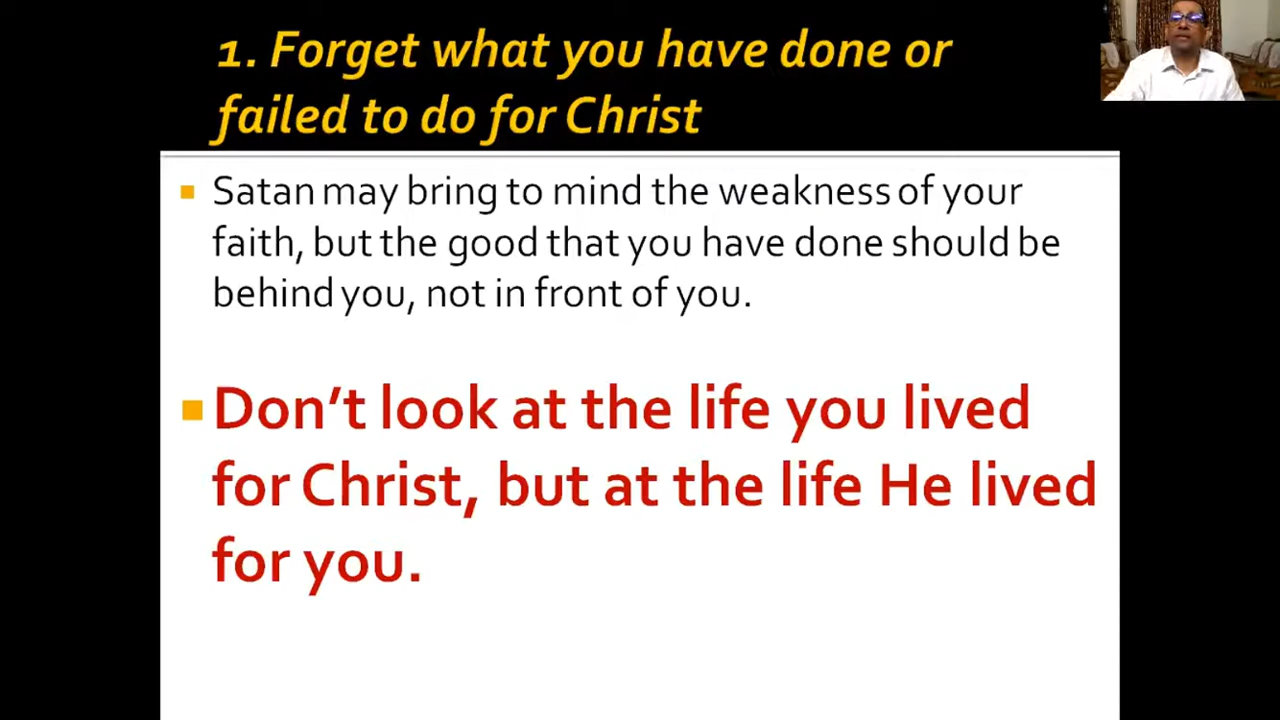 1. Forget what you have done or
failed to do for Christ
Satan may bring to mind the weakness of your
faith, but the good that you have done should be
behind you, not in front of you.
Don’t look at the life you lived
for Christ, but at the life He lived
for you.